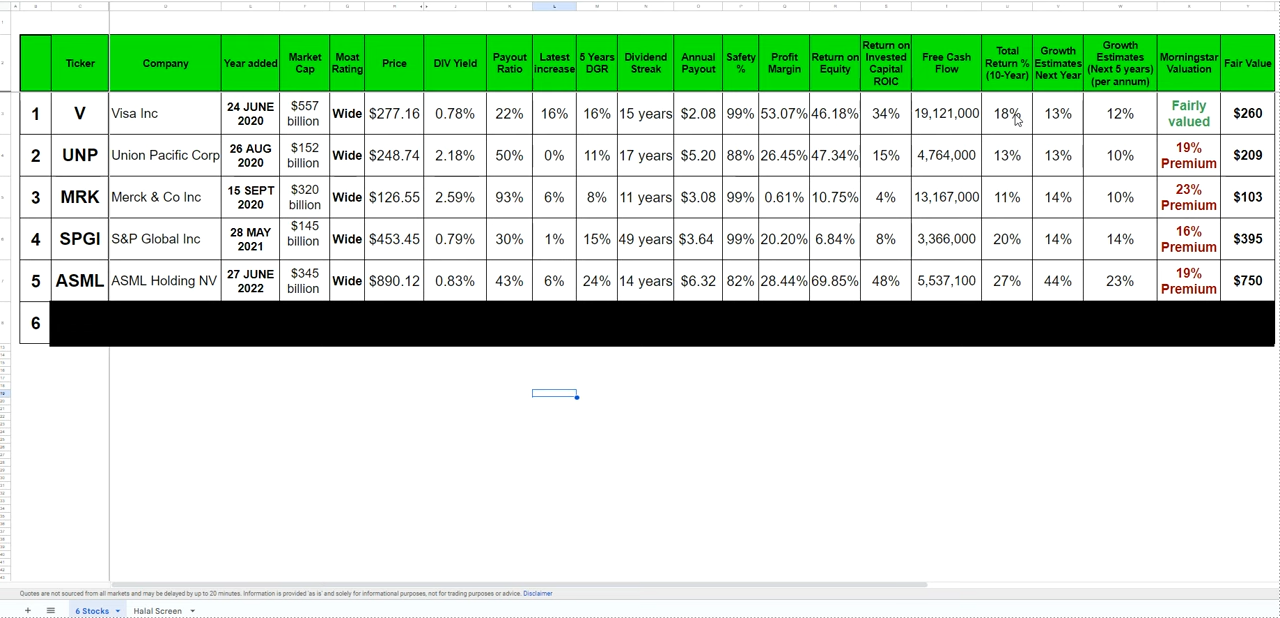 Ticker Company Year added Market Cap Moat Rating Price DIV Yield Payout Ratio Latest increase 5 Years DGR Dividend Streak Annual Payout Safety % Profit Margin Return on Equity Return on Invested Capital ROIC Free Cash Flow Total Return % (10-Year) Growth Estimates Next Year Growth Estimates (Next 5 years) (per annum) Morningstar Valuation Fair Value
1 V Visa Inc 24 JUNE 2020 $557 billion Wide $277.16 0.78% 22% 16% 16% 15 years $2.08 99% 53.07% 46.18% 34% 19,121,000 18% 13% 12% Fairly valued $260
2 UNP Union Pacific Corp 26 AUG 2020 $152 billion Wide $248.74 2.18% 50% 0% 11% 17 years $5.20 88% 26.45% 47.34% 15% 4,764,000 13% 13% 10% 19% Premium $209
3 MRK Merck & Co Inc 15 SEPT 2020 $320 billion Wide $126.55 2.59% 93% 6% 8% 11 years $3.08 99% 0.61% 10.75% 4% 13,167,000 11% 14% 10% 23% Premium $103
4 SPGI S&P Global Inc 28 MAY 2021 $145 billion Wide $453.45 0.79% 30% 1% 15% 49 years $3.64 99% 20.20% 6.84% 8% 3,366,000 20% 14% 14% 16% Premium $395
5 ASML ASML Holding NV 27 JUNE 2022 $345 billion Wide $890.12 0.83% 43% 6% 24% 14 years $6.32 82% 28.44% 69.85% 48% 5,537,100 27% 44% 23% 19% Premium $750
6
Quotes are not sourced from all markets and may be delayed by up to 20 minutes. Information is provided 'as is' and solely for informational purposes, not for trading purposes or advice. Disclaimer
6 Stocks Halal Screen